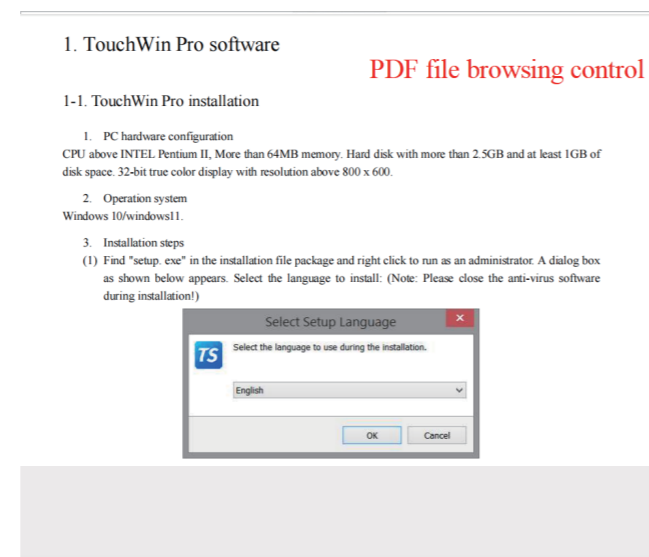 1. TouchWin Pro software
PDF file browsing control
1-1. TouchWin Pro installation
1. PC hardware configuration
CPU above INTEL Pentium II, More than 64MB memory. Hard disk with more than 2.5GB and at least 1GB of
disk space. 32-bit true color display with resolution above 800 x 600.
2. Operation system
Windows 10/windows11.
3. Installation steps
(1) Find "setup. exe" in the installation file package and right click to run as an administrator. A dialog box
as shown below appears. Select the language to install: (Note: Please close the anti-virus software
during installation!)
Select Setup Language
TS
Select the language to use during the installation.
English
OK Cancel